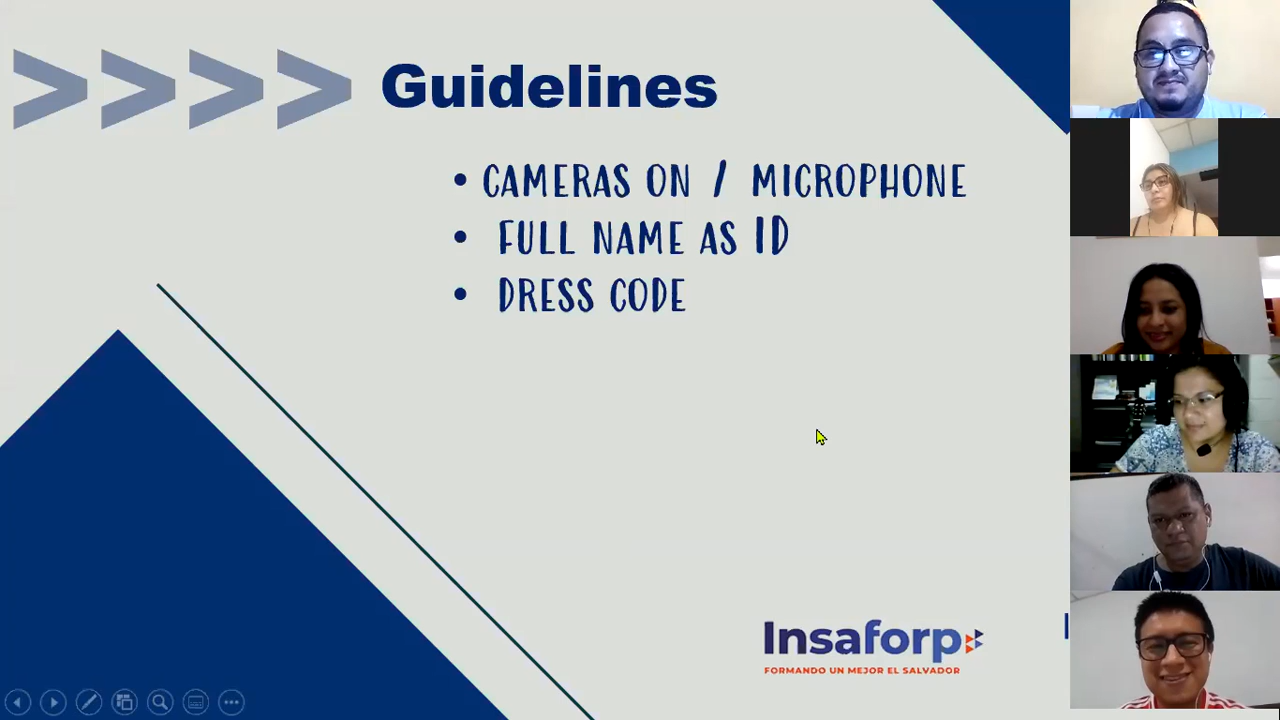 Guidelines
• CAMERAS ON / MICROPHONE
• FULL NAME AS ID
• DRESS CODE
Insaforp
FORMANDO UN MEJOR EL SALVADOR